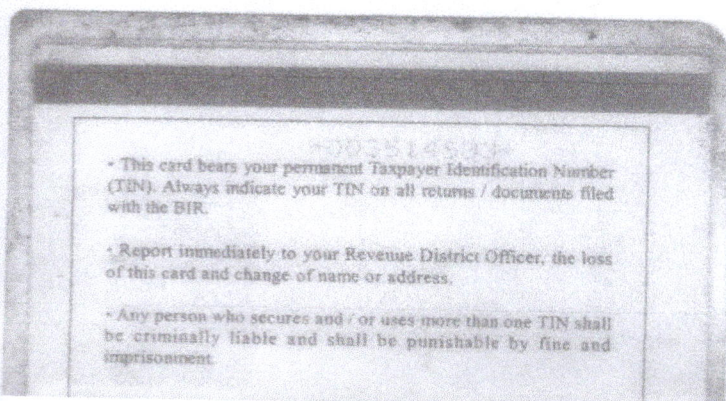 • This card bears your permanent Taxpayer Identification Number
(TIN). Always indicate your TIN on all returns / documents filed
with the BIR.
• Report immediately to your Revenue District Officer, the loss
of this card and change of name or address.
• Any person who secures and / or uses more than one TIN shall
be criminally liable and shall be punishable by fine and
imprisonment.